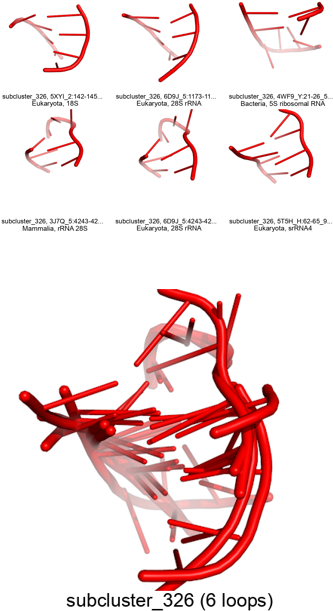 subcluster_326, 5XYI_2:142-145...
Eukaryota, 18S
subcluster_326, 6D9J_5:1173-11...
Eukaryota, 28S rRNA
subcluster_326, 4WF9_Y:21-26_5...
Bacteria, 5S ribosomal RNA
subcluster_326, 3J7Q_5:4243-42...
Mammalia, rRNA 28S
subcluster_326, 6D9J_5:4243-42...
Eukaryota, 28S rRNA
subcluster_326, 5T5H_H:62-65_9...
Eukaryota, srRNA4
subcluster_326 (6 loops)